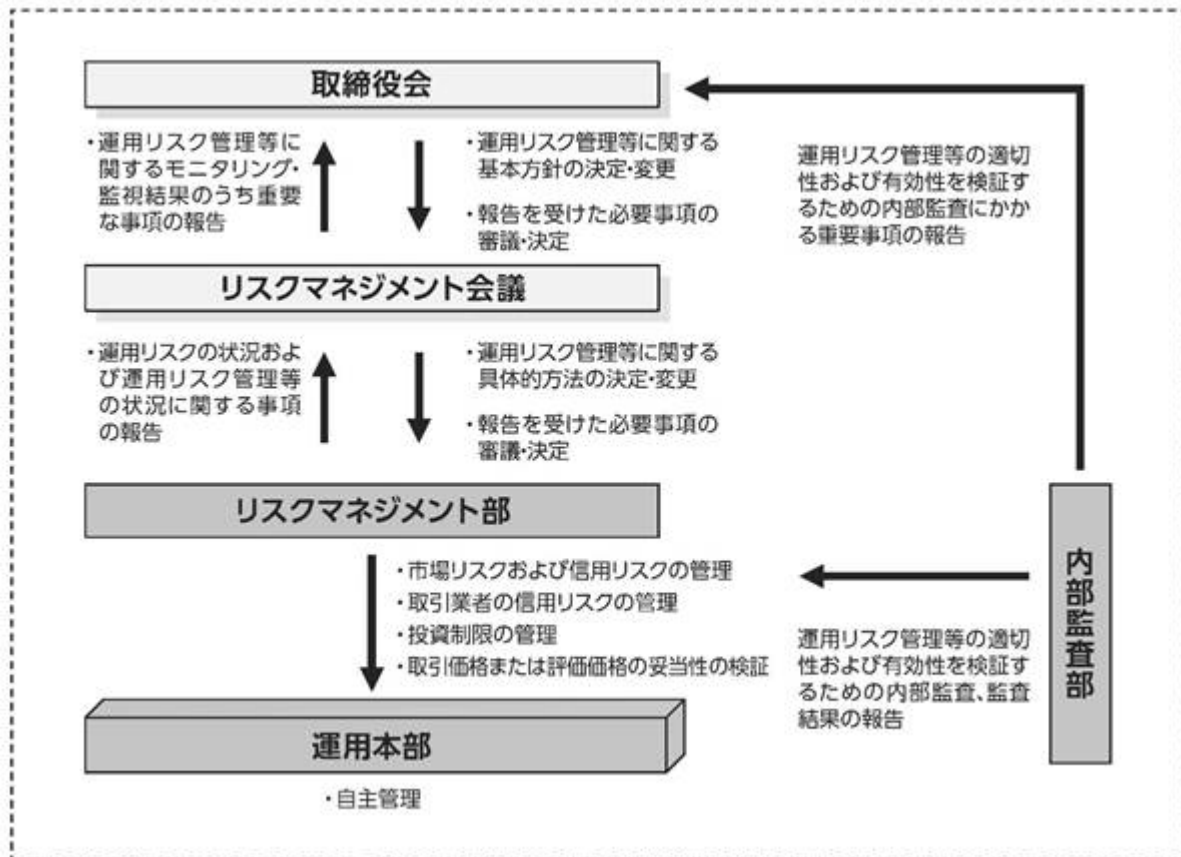 取締役会
・運用リスク管理等に
関するモニタリング・
監視結果のうち重要
な事項の報告
・運用リスク管理等に関する
基本方針の決定・変更
・報告を受けた必要事項の
審議・決定
運用リスク管理等の適切
性および有効性を検証す
るための内部監査にかか
る重要事項の報告
リスクマネジメント会議
・運用リスクの状況およ
び運用リスク管理等
の状況に関する事項
の報告
・運用リスク管理等に関する
具体的方法の決定・変更
・報告を受けた必要事項の
審議・決定
リスクマネジメント部
・市場リスクおよび信用リスクの管理
・取引業者の信用リスクの管理
・投資制限の管理
・取引価格または評価価格の妥当性の検証
内部監査部
運用リスク管理等の適切
性および有効性を検証す
るための内部監査、監査
結果の報告
運用本部
・自主管理